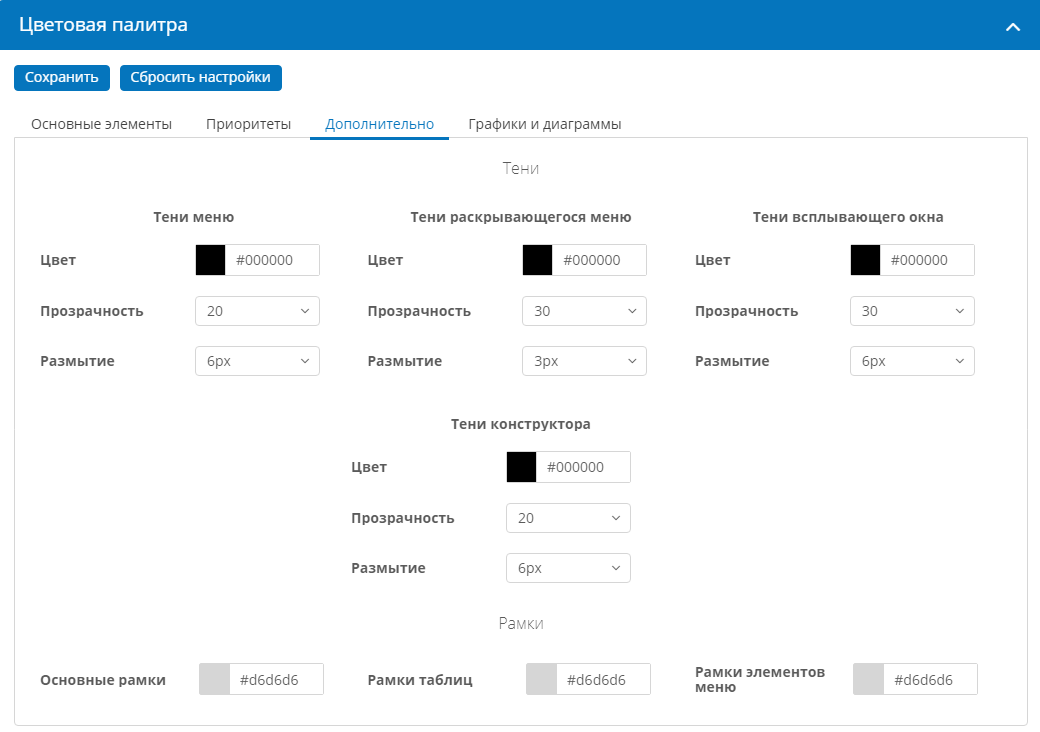 Цветовая палитра
Сохранить Сбросить настройки
Основные элементы Приоритеты Дополнительно Графики и диаграммы
Тени
Тени меню Тени раскрывающегося меню Тени всплывающего окна
Цвет #000000 Цвет #000000 Цвет #000000
Прозрачность 20 Прозрачность 30 Прозрачность 30
Размытие 6px Размытие 3px Размытие 6px
Тени конструктора
Цвет #000000
Прозрачность 20
Размытие 6px
Рамки
Основные рамки #d6d6d6 Рамки таблиц #d6d6d6 Рамки элементов
меню #d6d6d6